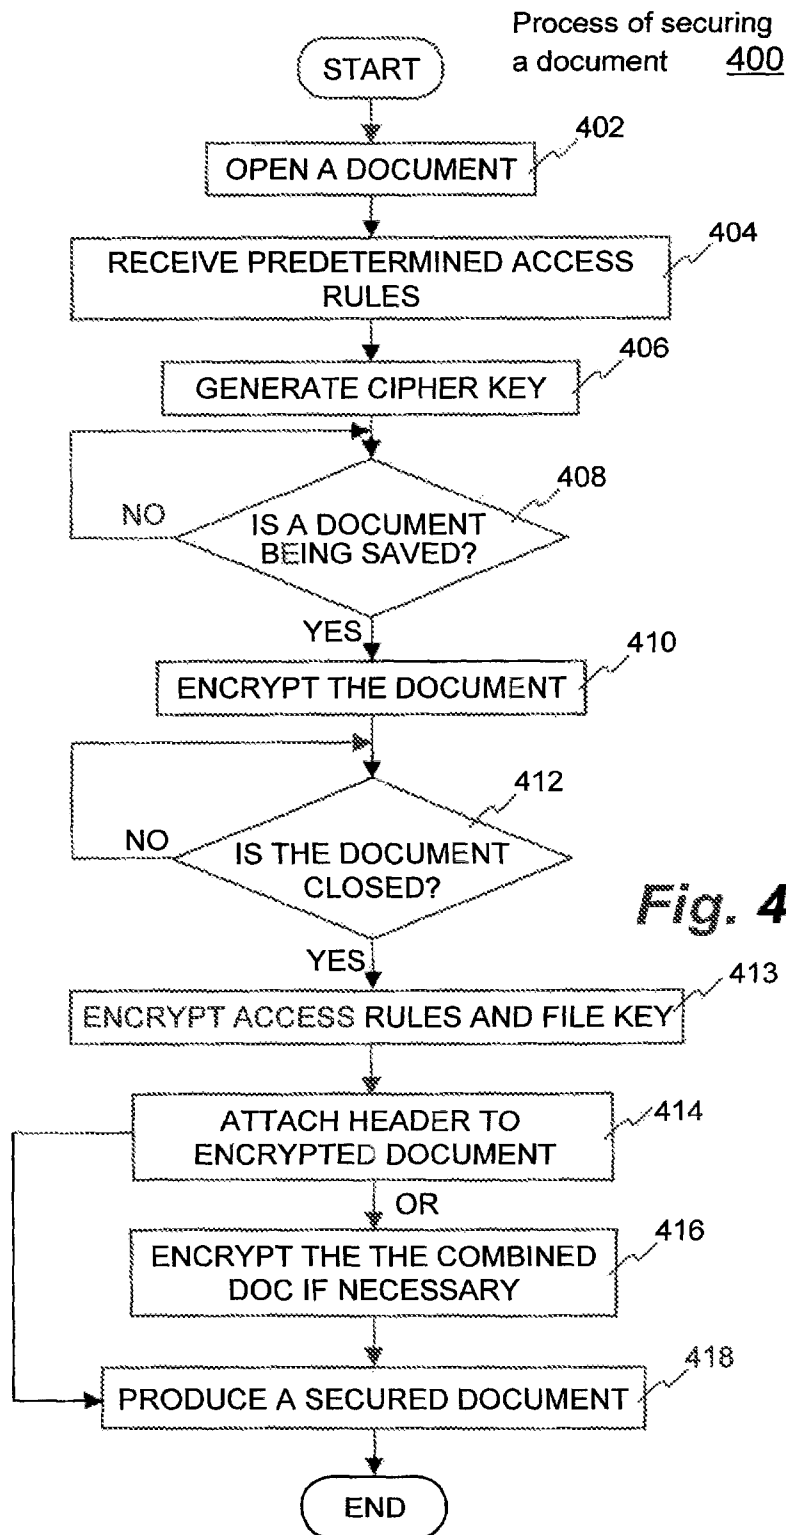 Process of securing
a document 400
START
402
OPEN A DOCUMENT
404
RECEIVE PREDETERMINED ACCESS
RULES
406
GENERATE CIPHER KEY
408
NO
IS A DOCUMENT
BEING SAVED?
YES
410
ENCRYPT THE DOCUMENT
412
NO
IS THE DOCUMENT
CLOSED?
Fig. 4
YES
413
ENCRYPT ACCESS RULES AND FILE KEY
414
ATTACH HEADER TO
ENCRYPTED DOCUMENT
OR
416
ENCRYPT THE THE COMBINED
DOC IF NECESSARY
418
PRODUCE A SECURED DOCUMENT
END